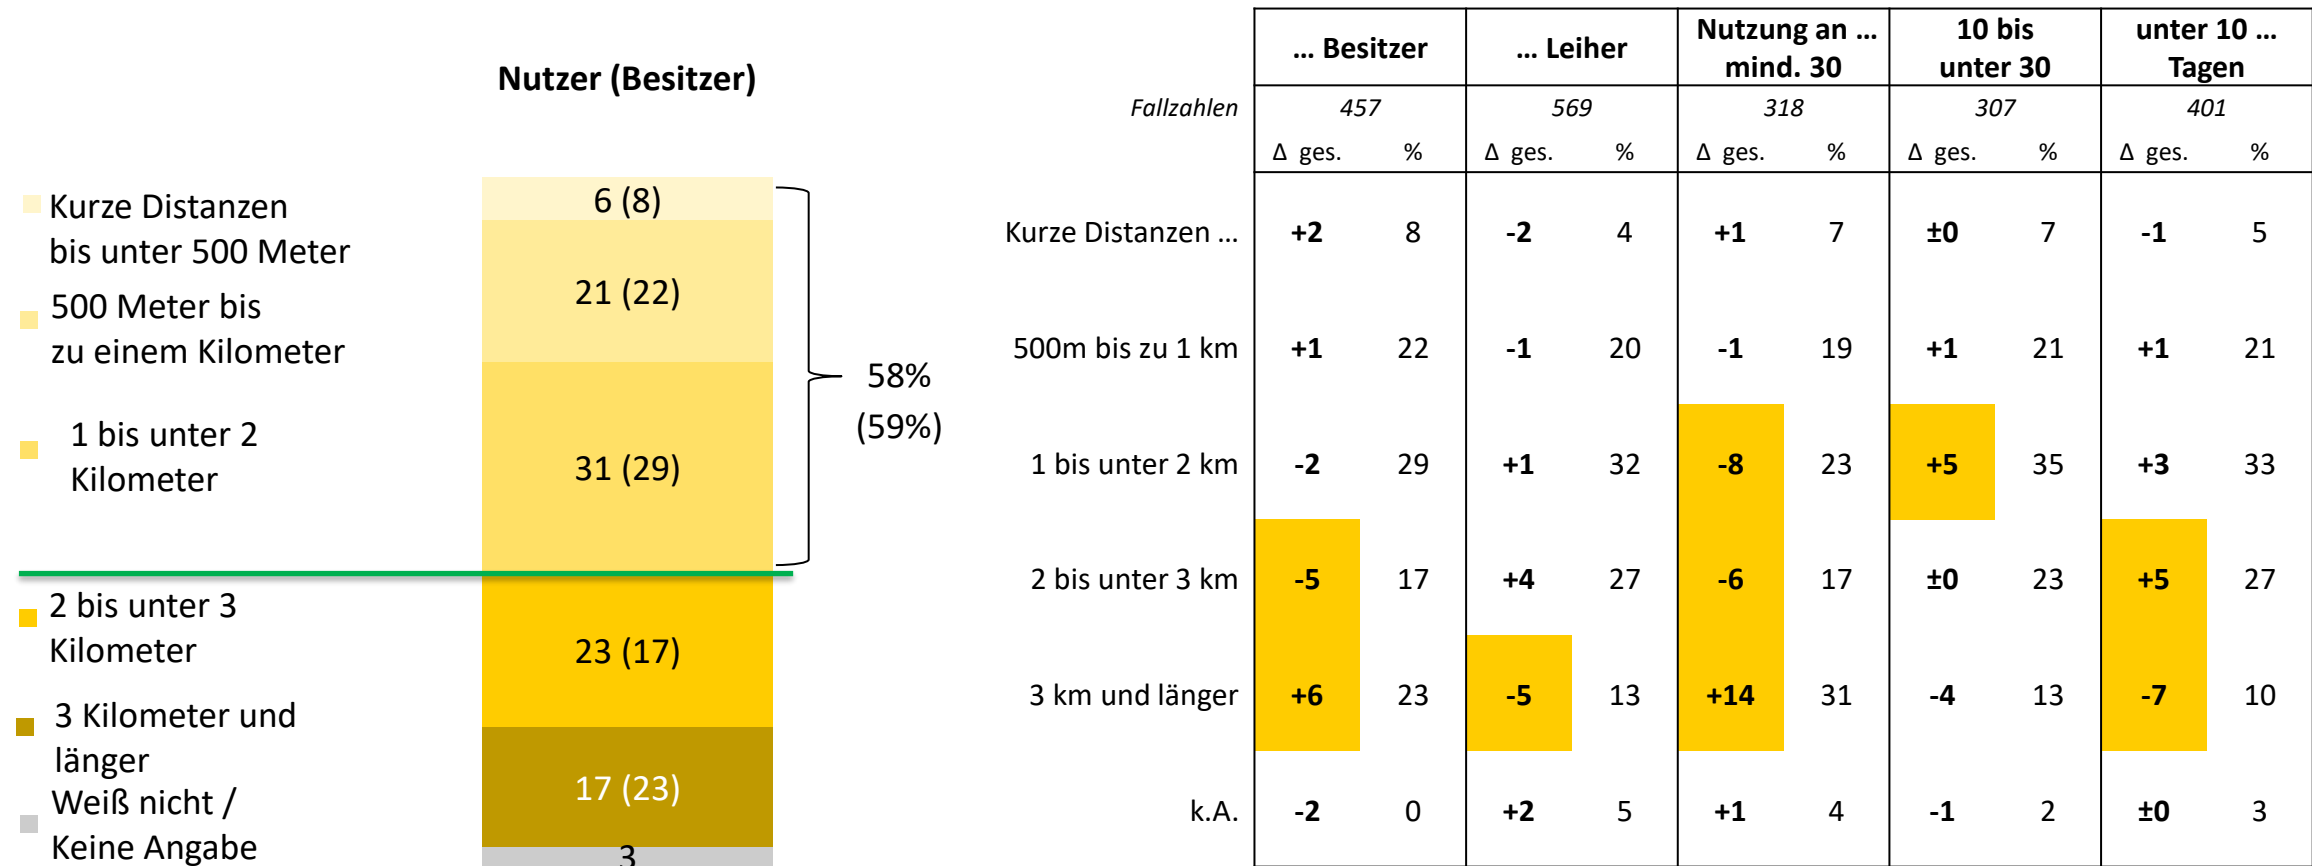 Nutzer (Besitzer)
Kurze Distanzen
bis unter 500 Meter
500 Meter bis
zu einem Kilometer
1 bis unter 2
Kilometer
2 bis unter 3
Kilometer
3 Kilometer und
länger
Weiß nicht /
Keine Angabe
6 (8)
21 (22)
31 (29)
23 (17)
17 (23)
3
58%
(59%)
... Besitzer ... Leiher Nutzung an ... mind. 30 10 bis unter 30 unter 10 ... Tagen
Fallzahlen 457 569 318 307 401
Δ ges. % Δ ges. % Δ ges. % Δ ges. % Δ ges. %
Kurze Distanzen ... +2 8 -2 4 +1 7 ±0 7 -1 5
500m bis zu 1 km +1 22 -1 20 -1 19 +1 21 +1 21
1 bis unter 2 km -2 29 +1 32 -8 23 +5 35 +3 33
2 bis unter 3 km -5 17 +4 27 -6 17 ±0 23 +5 27
3 km und länger +6 23 -5 13 +14 31 -4 13 -7 10
k.A. -2 0 +2 5 +1 4 -1 2 ±0 3